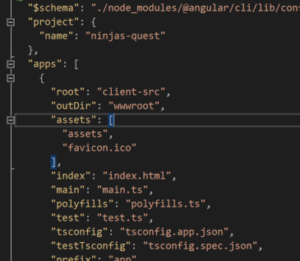 "$schema": "./node_modules/@angular/cli/lib/con
"project": {
"name": "ninjas-quest"
},
"apps": [
{
"root": "client-src",
"outDir": "wwwroot",
"assets": [
"assets",
"favicon.ico"
],
"index": "index.html",
"main": "main.ts",
"polyfills": "polyfills.ts",
"test": "test.ts",
"tsconfig": "tsconfig.app.json",
"testTsconfig": "tsconfig.spec.json",
"prefix": "app"